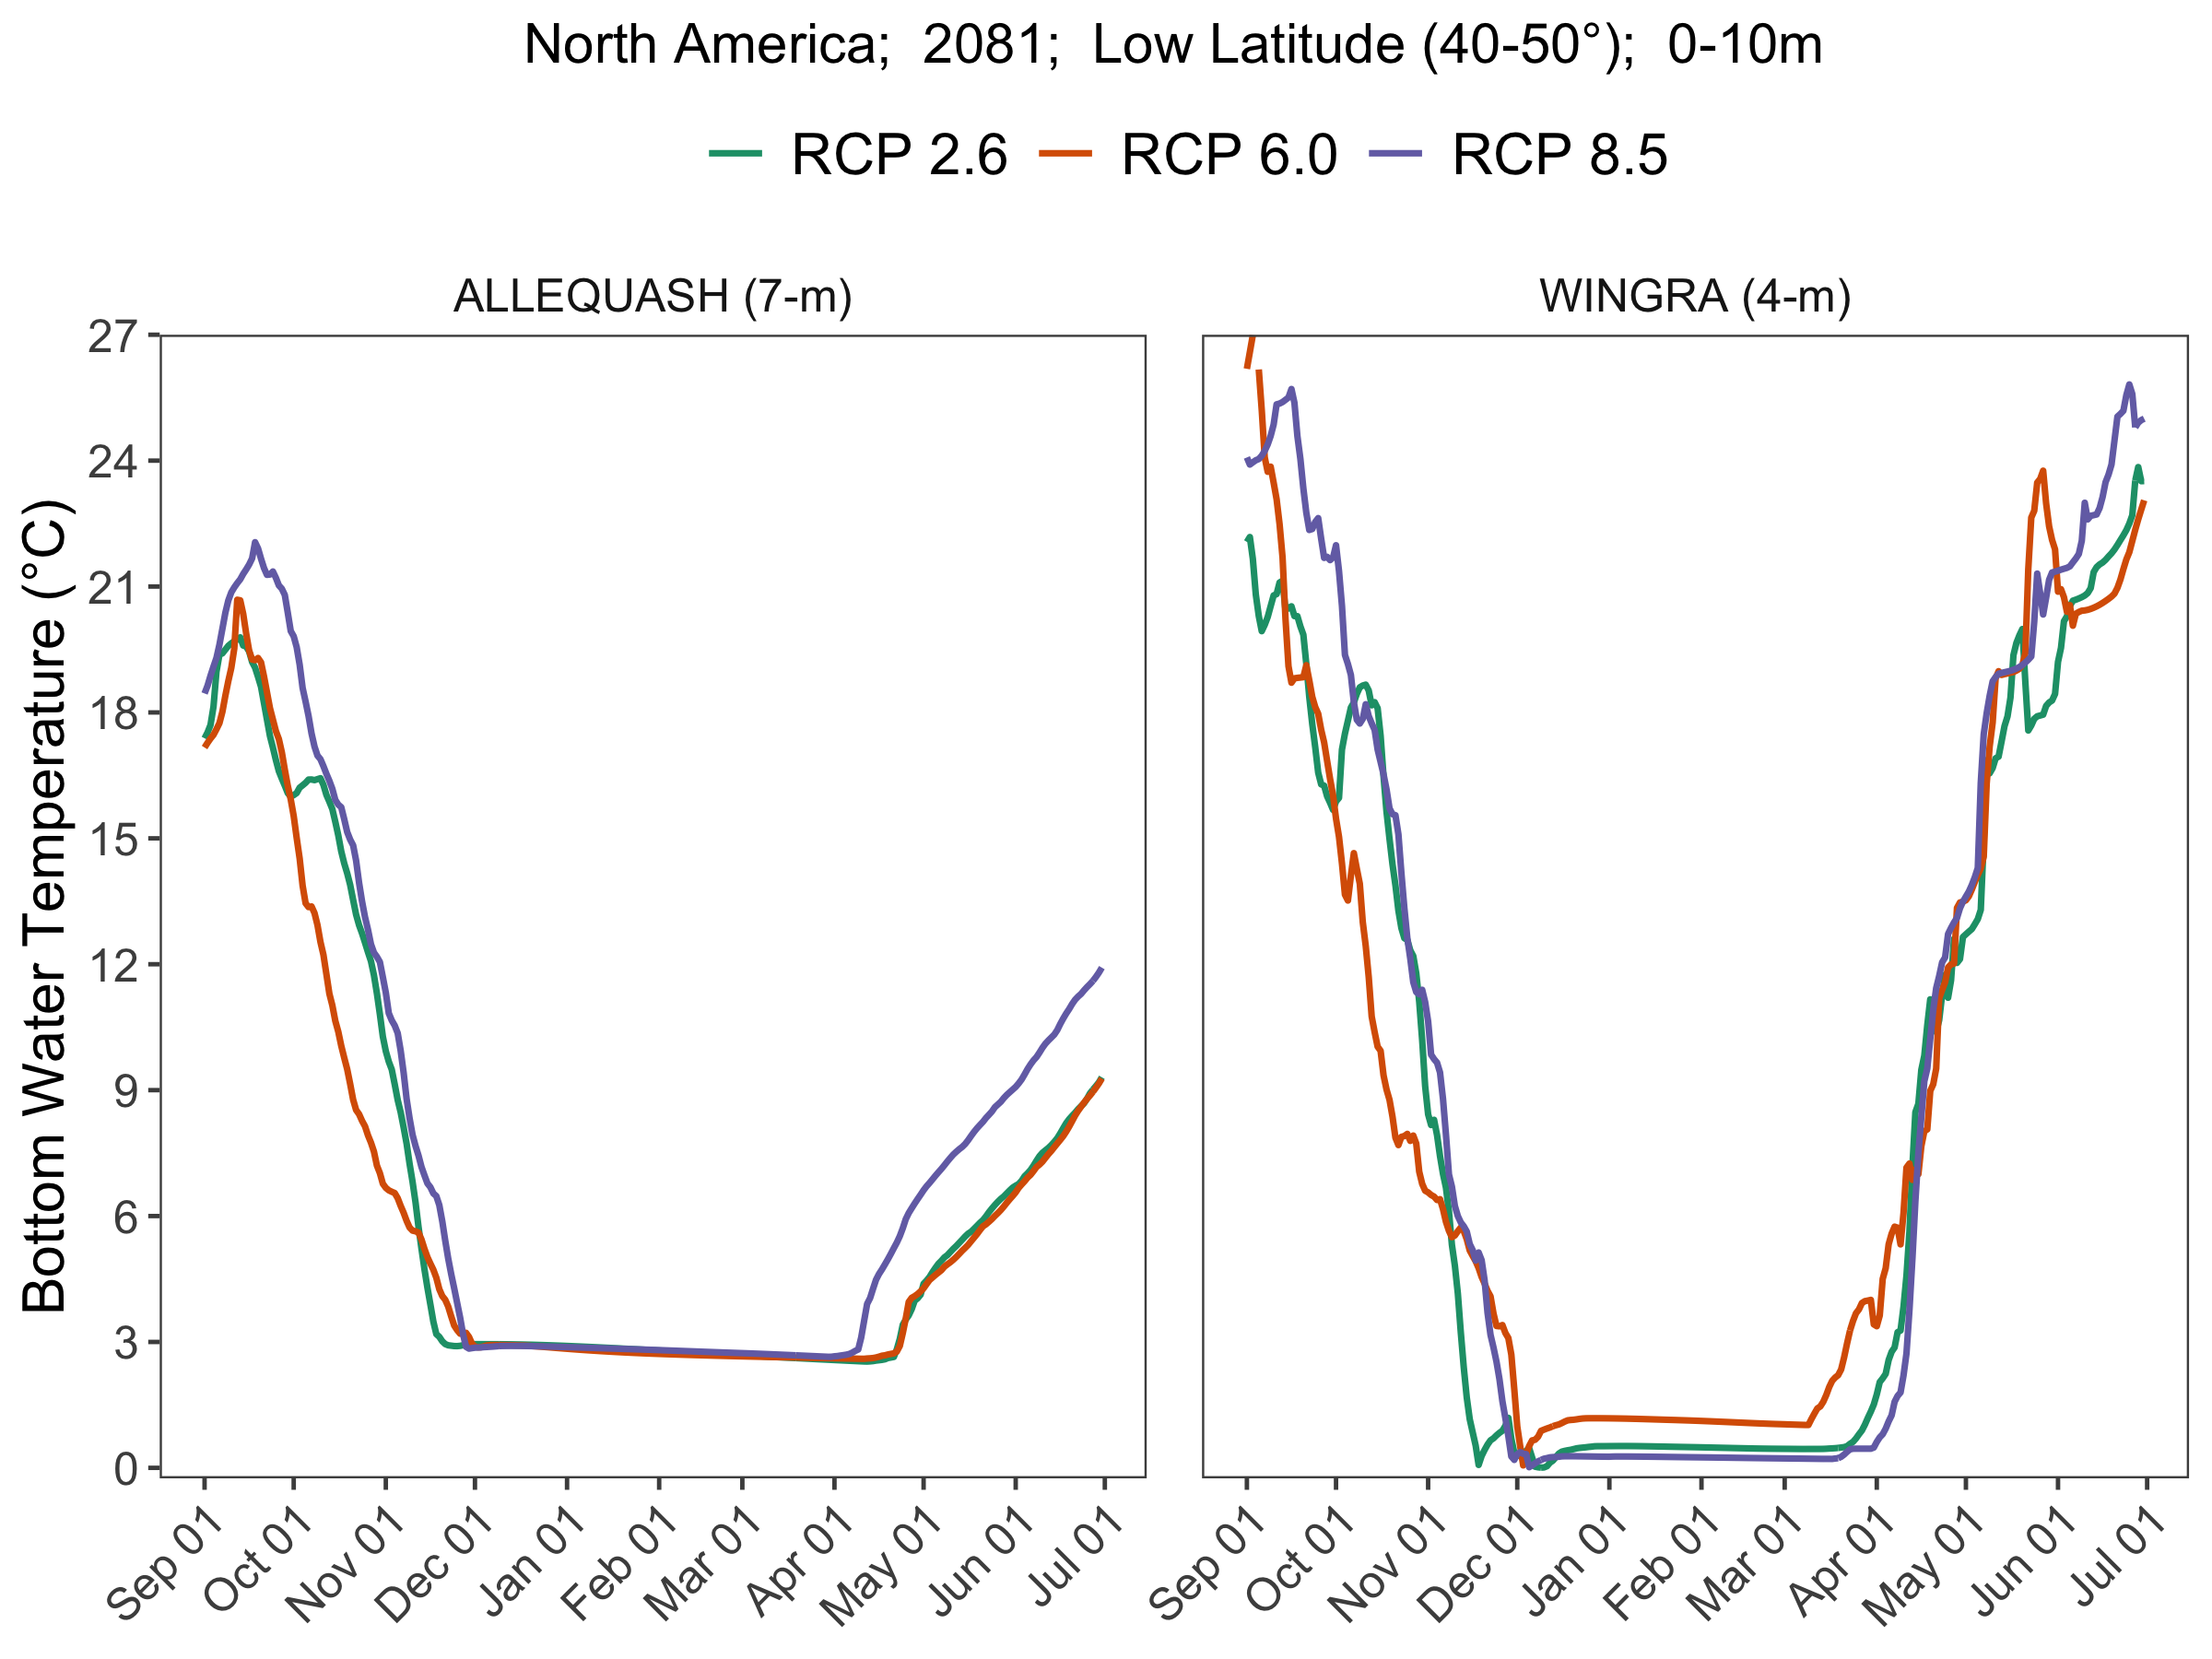 North America;  2081;  Low Latitude (40-50°);  0-10m
RCP 2.6 RCP 6.0 RCP 8.5
ALLEQUASH (7-m) WINGRA (4-m)
Bottom Water Temperature (°C)
27
24
21
18
15
12
9
6
3
0
Sep 01 Oct 01 Nov 01 Dec 01 Jan 01 Feb 01 Mar 01 Apr 01 May 01 Jun 01 Jul 01 Sep 01 Oct 01 Nov 01 Dec 01 Jan 01 Feb 01 Mar 01 Apr 01 May 01 Jun 01 Jul 01